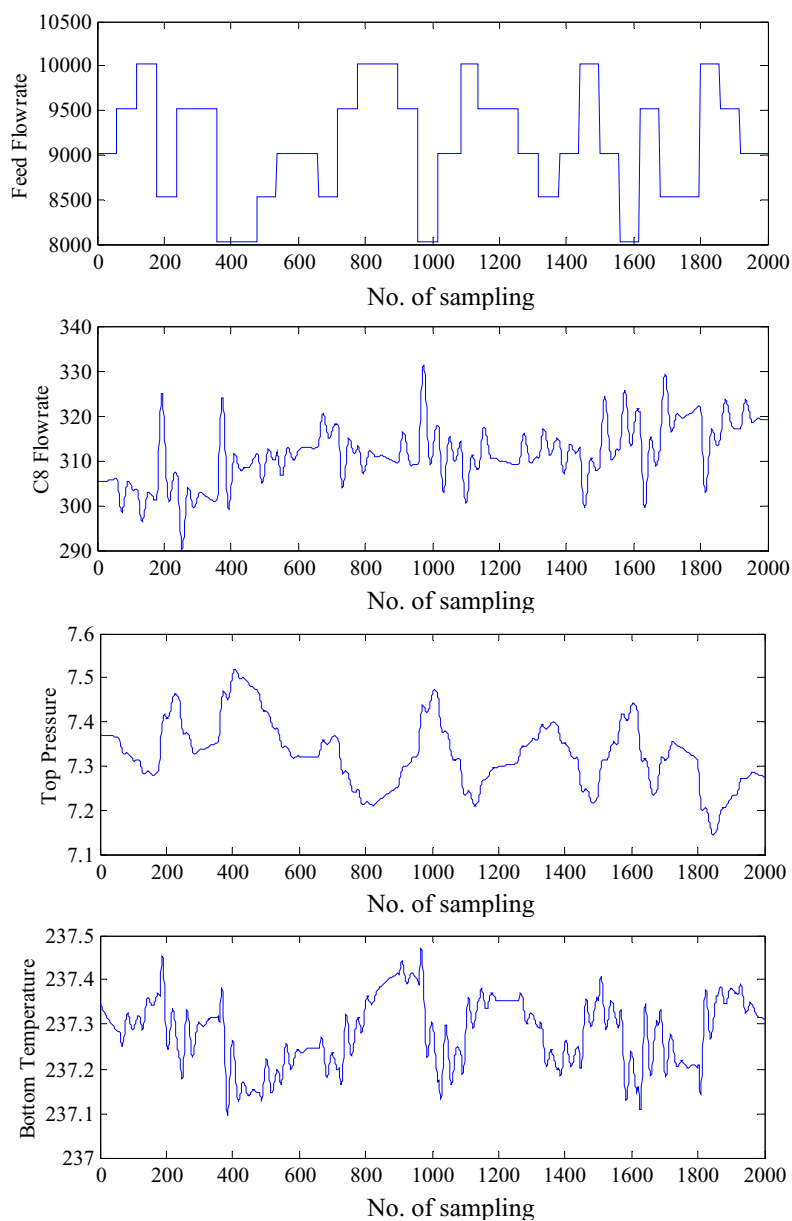 10500
10000
9500
9000
8500
8000
Feed Flowrate
0 200 400 600 800 1000 1200 1400 1600 1800 2000
No. of sampling
340
330
320
310
300
290
C8 Flowrate
0 200 400 600 800 1000 1200 1400 1600 1800 2000
No. of sampling
7.6
7.5
7.4
7.3
7.2
7.1
Top Pressure
0 200 400 600 800 1000 1200 1400 1600 1800 2000
No. of sampling
237.5
237.4
237.3
237.2
237.1
237
Bottom Temperature
0 200 400 600 800 1000 1200 1400 1600 1800 2000
No. of sampling